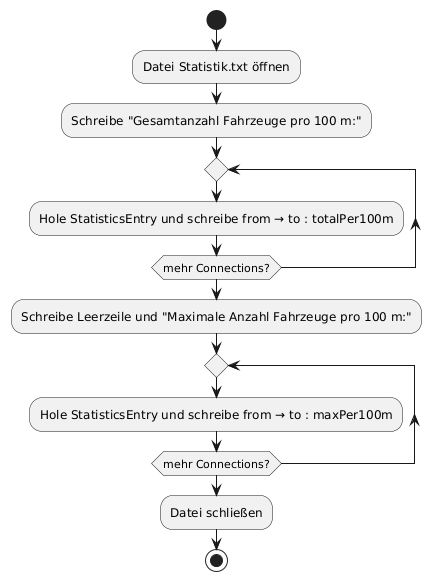 Datei Statistik.txt öffnen
Schreibe "Gesamtanzahl Fahrzeuge pro 100 m:"
Hole StatisticsEntry und schreibe from → to : totalPer100m
mehr Connections?
Schreibe Leerzeile und "Maximale Anzahl Fahrzeuge pro 100 m:"
Hole StatisticsEntry und schreibe from → to : maxPer100m
mehr Connections?
Datei schließen